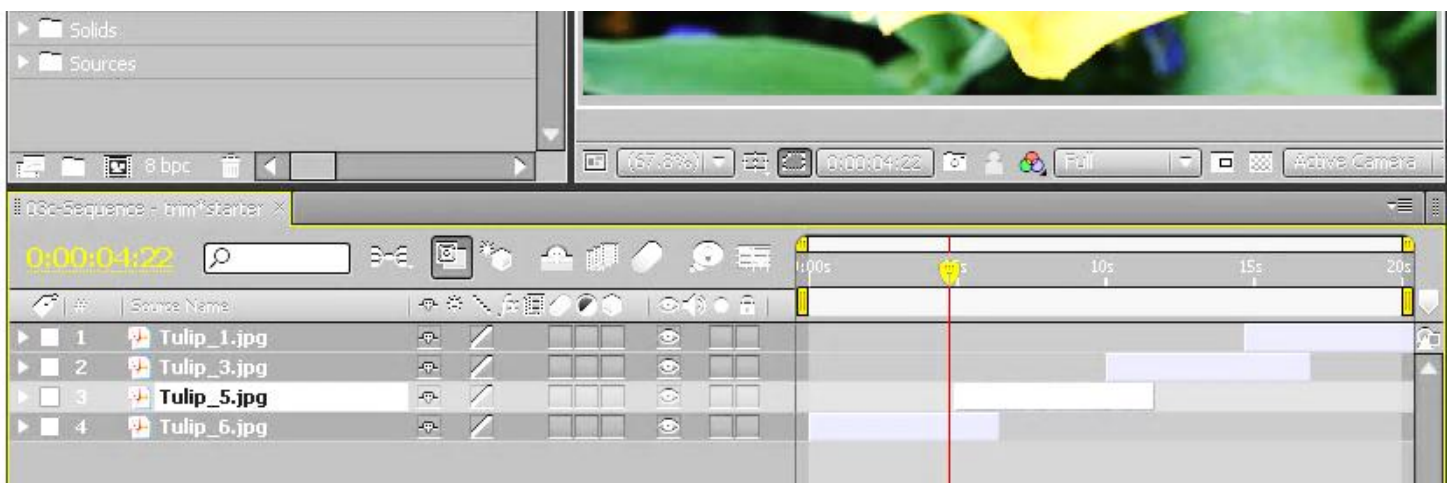 Solids
Sources
8 bpc
(67.8%) 0:00:04:22 Full Active Camera
03c-Sequence - trim*starter
0:00:04:22
:00s 10s 15s 20s
# Source Name
1 Tulip_1.jpg
2 Tulip_3.jpg
3 Tulip_5.jpg
4 Tulip_6.jpg